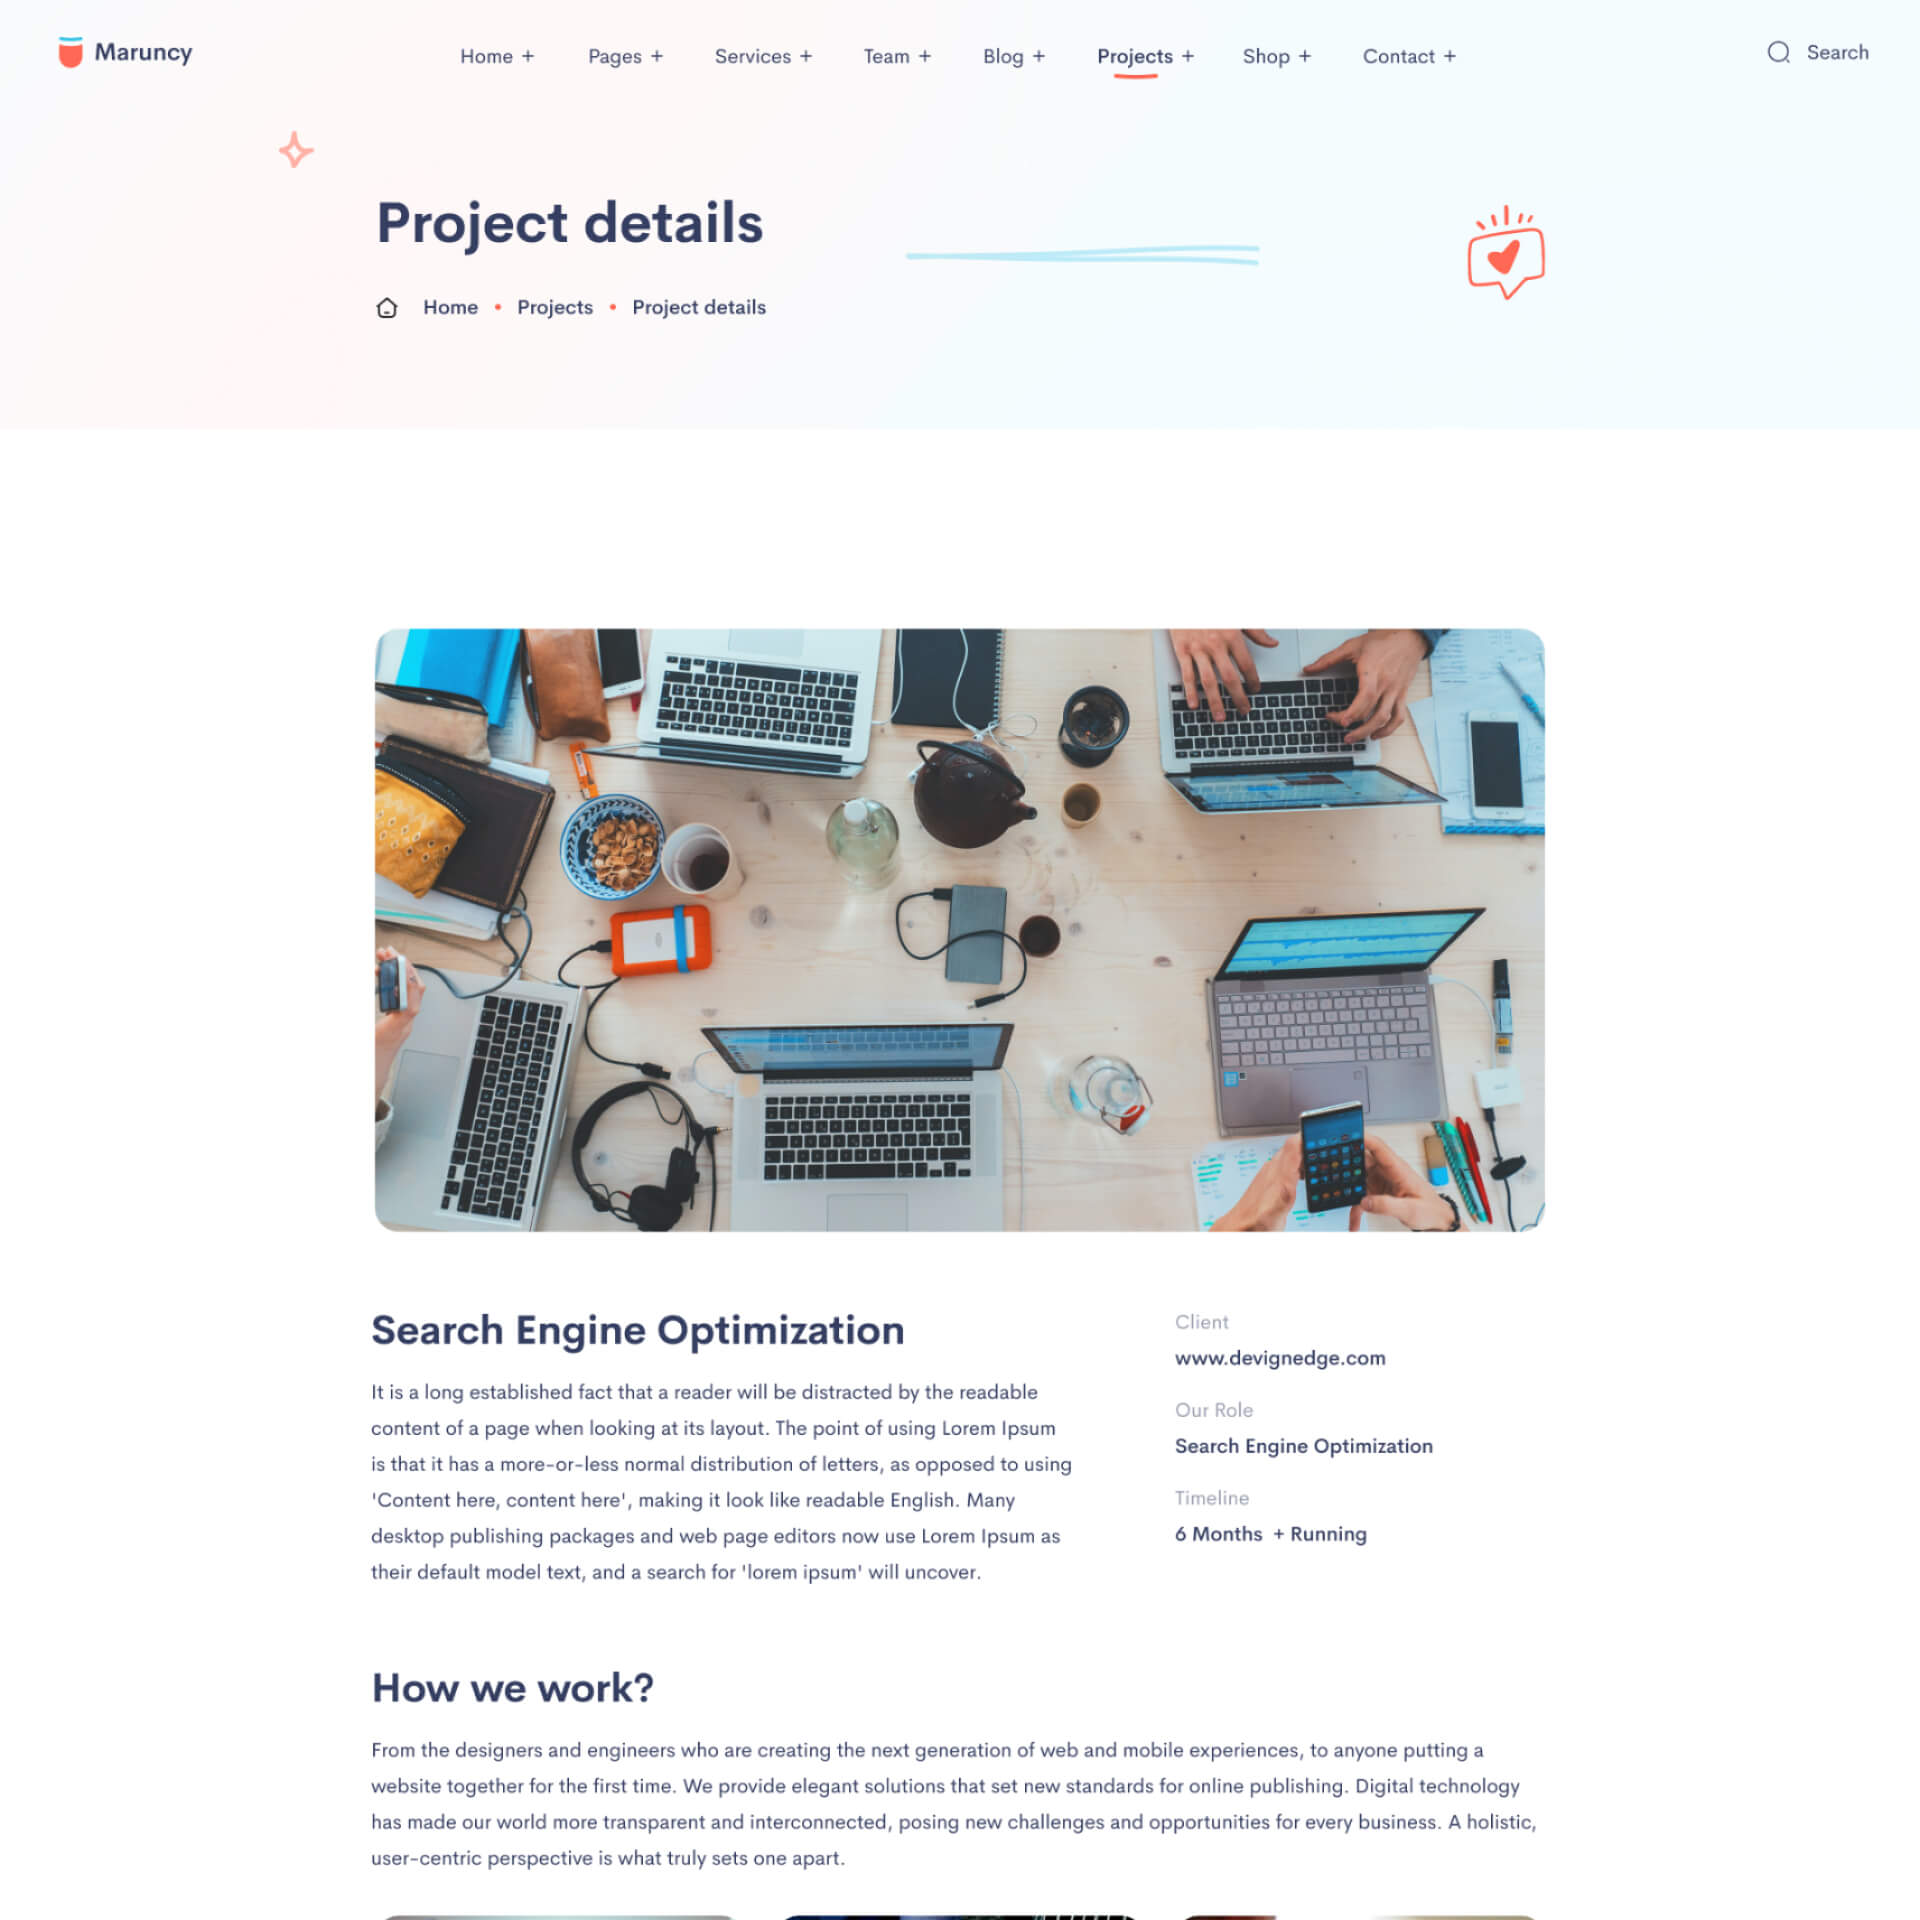 Maruncy
Home +
Pages +
Services +
Team +
Blog +
Projects +
Shop +
Contact +
Search
Project details
Home • Projects • Project details
Search Engine Optimization
It is a long established fact that a reader will be distracted by the readable
content of a page when looking at its layout. The point of using Lorem Ipsum
is that it has a more-or-less normal distribution of letters, as opposed to using
'Content here, content here', making it look like readable English. Many
desktop publishing packages and web page editors now use Lorem Ipsum as
their default model text, and a search for 'lorem ipsum' will uncover.
Client
www.devignedge.com
Our Role
Search Engine Optimization
Timeline
6 Months + Running
How we work?
From the designers and engineers who are creating the next generation of web and mobile experiences, to anyone putting a
website together for the first time. We provide elegant solutions that set new standards for online publishing. Digital technology
has made our world more transparent and interconnected, posing new challenges and opportunities for every business. A holistic,
user-centric perspective is what truly sets one apart.